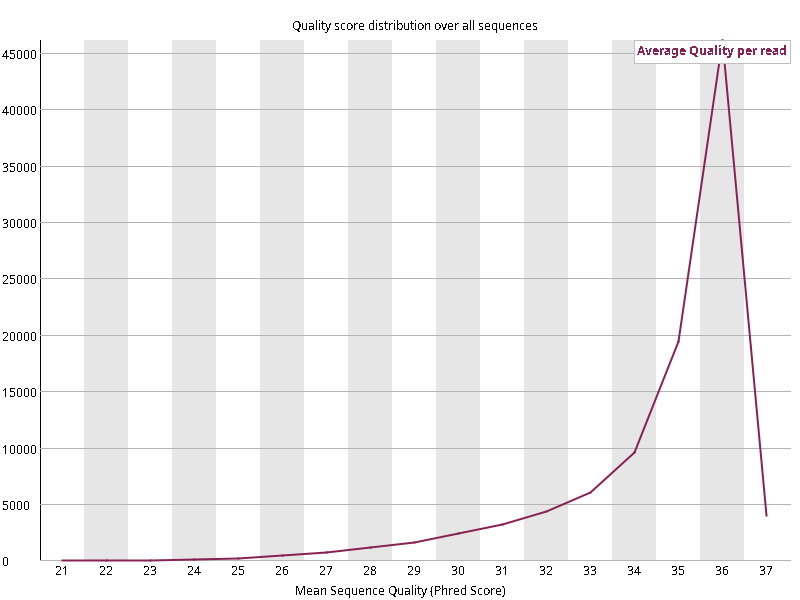 Quality score distribution over all sequences
Average Quality per read
45000
40000
35000
30000
25000
20000
15000
10000
5000
0
21 22 23 24 25 26 27 28 29 30 31 32 33 34 35 36 37
Mean Sequence Quality (Phred Score)